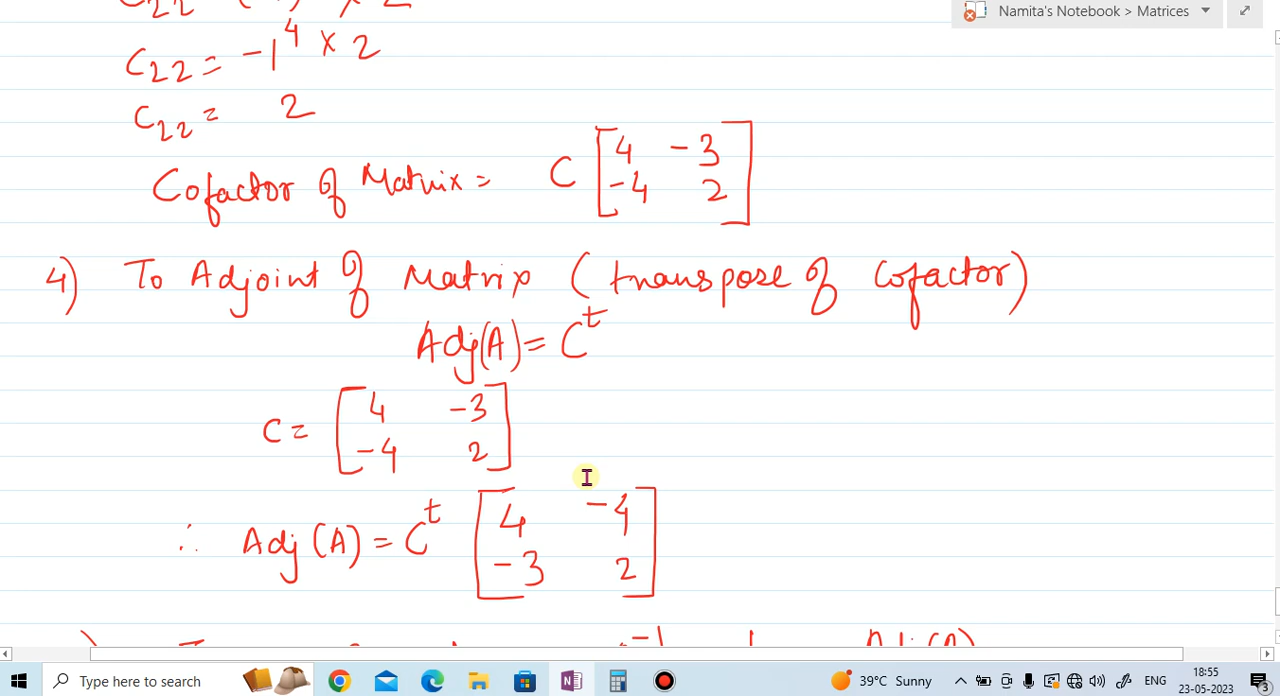 Namita's Notebook > Matrices
C22 = -1^4 × 2
C22 = 2
Cofactor of Matrix = C [4 -3
-4 2]
4) To Adjoint of Matrix (transpose of Cofactor)
Adj(A) = C^t
C = [4 -3
-4 2]
∴ Adj(A) = C^t [4 -4
-3 2]
Type here to search
39°C Sunny
ENG
18:55
23-05-2023